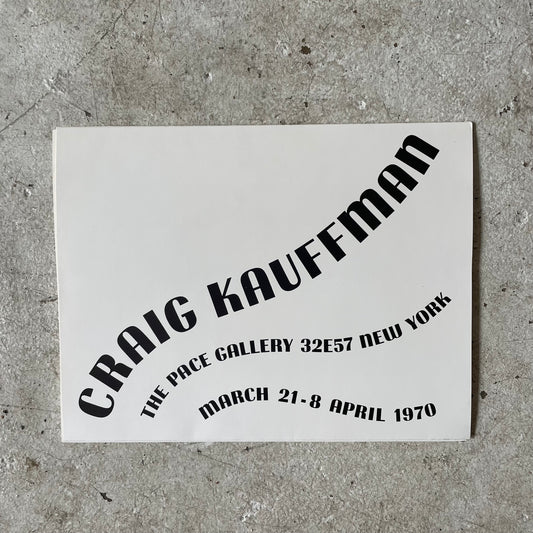 CRAIG KAUFFMAN
THE PACE GALLERY 32E57 NEW YORK
MARCH 21-8 APRIL 1970